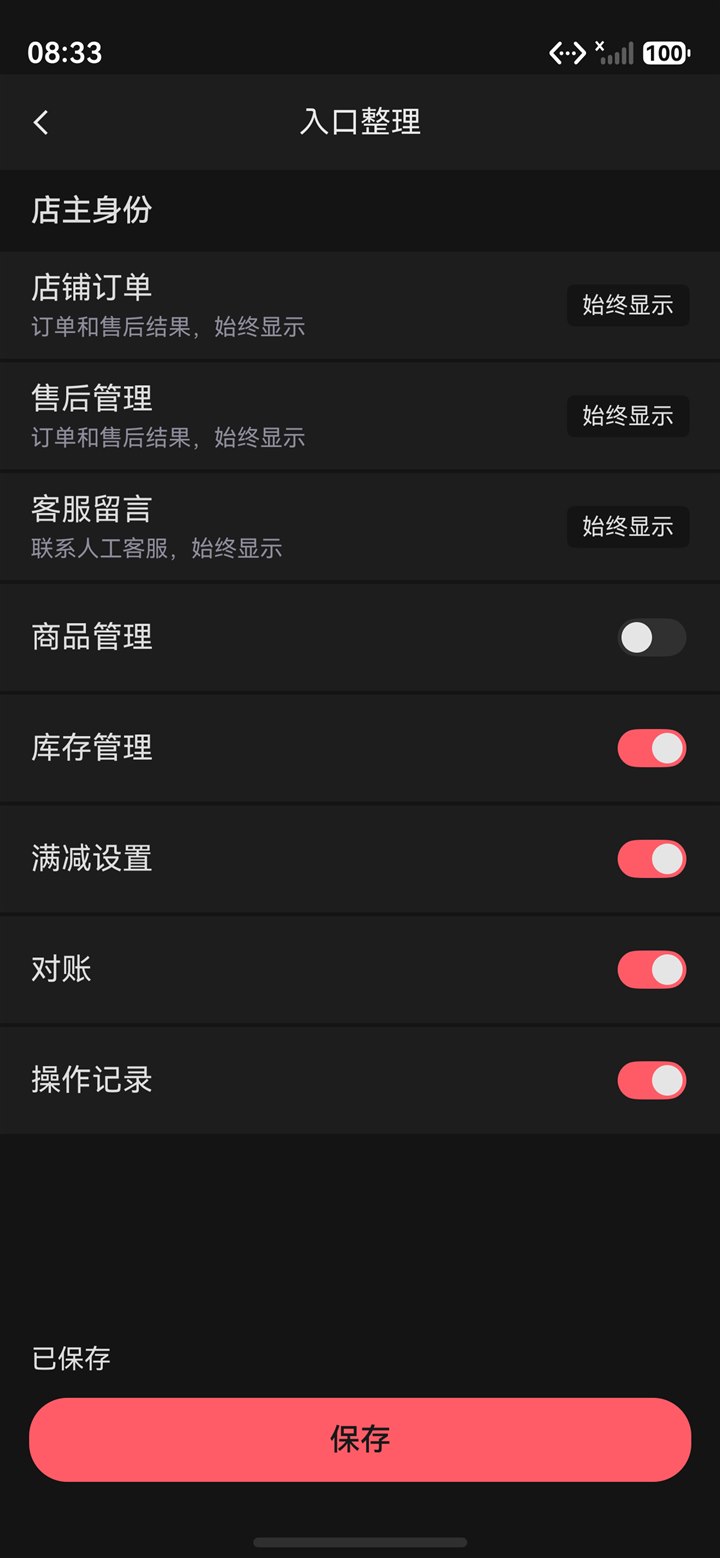 08:33
100
入口整理
店主身份
店铺订单
订单和售后结果，始终显示
始终显示
售后管理
订单和售后结果，始终显示
始终显示
客服留言
联系人工客服，始终显示
始终显示
商品管理
库存管理
满减设置
对账
操作记录
已保存
保存